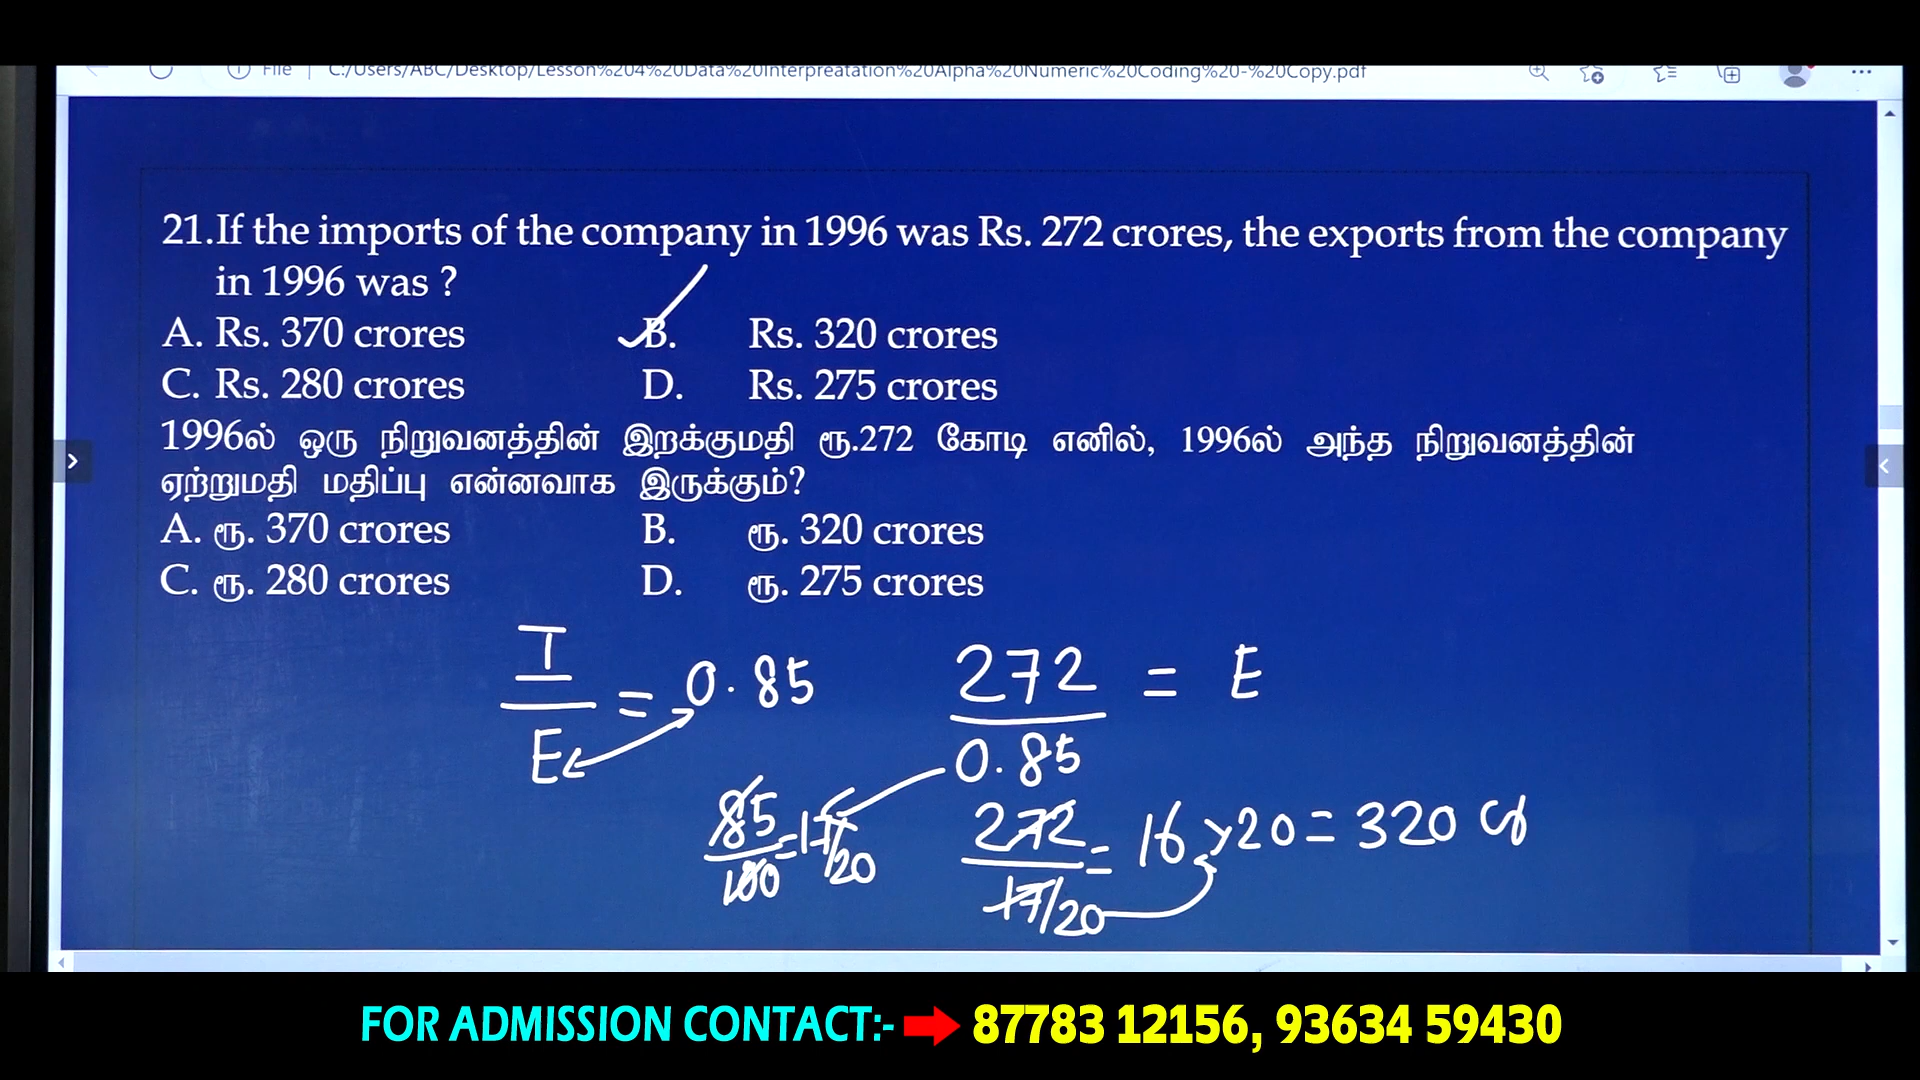 File | C:/Users/ABC/Desktop/Lesson%204%20Data%20Interpreatation%20Alpha%20Numeric%20Coding%20-%20Copy.pdf
21.If the imports of the company in 1996 was Rs. 272 crores, the exports from the company
in 1996 was ?
A. Rs. 370 crores B. Rs. 320 crores
C. Rs. 280 crores D. Rs. 275 crores
1996ல் ஒரு நிறுவனத்தின் இறக்குமதி ரூ.272 கோடி எனில், 1996ல் அந்த நிறுவனத்தின்
ஏற்றுமதி மதிப்பு என்னவாக இருக்கும்?
A. ரூ. 370 crores B. ரூ. 320 crores
C. ரூ. 280 crores D. ரூ. 275 crores
I/E = 0.85 272/0.85 = E
85/100 = 17/20 272/17/20 = 16 x 20 = 320 cr
FOR ADMISSION CONTACT:- 87783 12156, 93634 59430